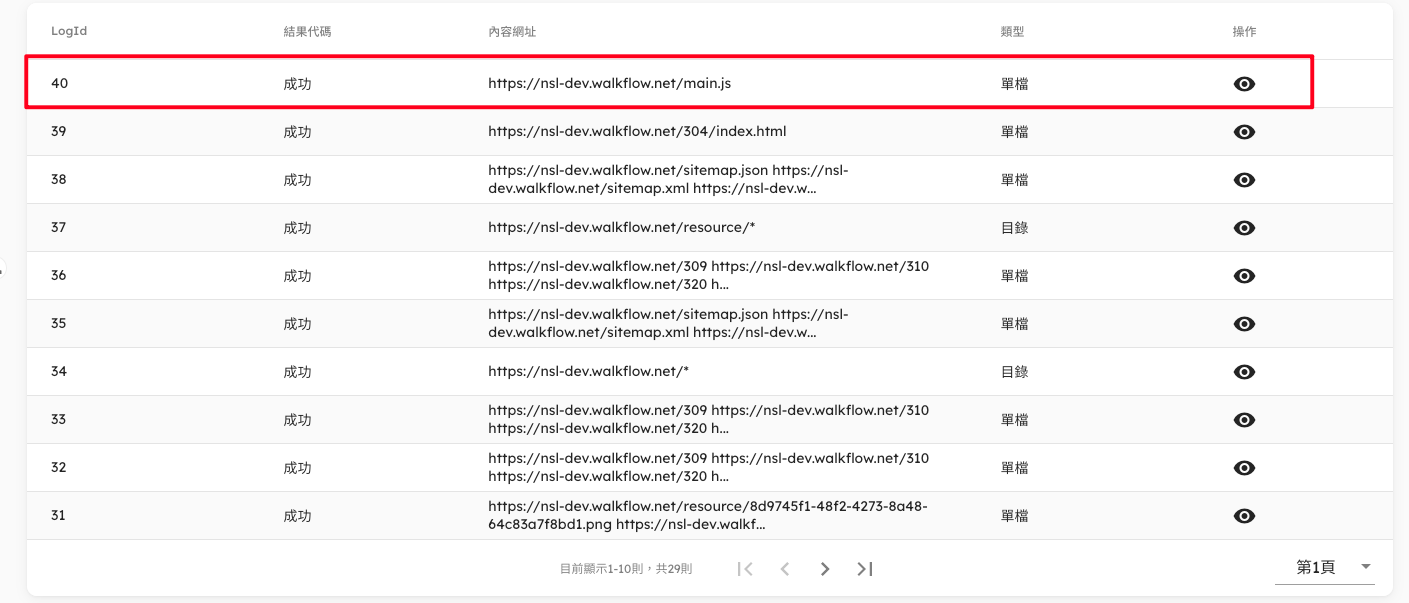 LogId 結果代碼 內容網址 類型 操作
40 成功 https://nsl-dev.walkflow.net/main.js 單檔
39 成功 https://nsl-dev.walkflow.net/304/index.html 單檔
38 成功 https://nsl-dev.walkflow.net/sitemap.json https://nsl-
dev.walkflow.net/sitemap.xml https://nsl-dev.w... 單檔
37 成功 https://nsl-dev.walkflow.net/resource/* 目錄
36 成功 https://nsl-dev.walkflow.net/309 https://nsl-dev.walkflow.net/310
https://nsl-dev.walkflow.net/320 h... 單檔
35 成功 https://nsl-dev.walkflow.net/sitemap.json https://nsl-
dev.walkflow.net/sitemap.xml https://nsl-dev.w... 單檔
34 成功 https://nsl-dev.walkflow.net/* 目錄
33 成功 https://nsl-dev.walkflow.net/309 https://nsl-dev.walkflow.net/310
https://nsl-dev.walkflow.net/320 h... 單檔
32 成功 https://nsl-dev.walkflow.net/309 https://nsl-dev.walkflow.net/310
https://nsl-dev.walkflow.net/320 h... 單檔
31 成功 https://nsl-dev.walkflow.net/resource/8d9745f1-48f2-4273-8a48-
64c83a7f8bd1.png https://nsl-dev.walkf... 單檔
目前顯示1-10則，共29則 第1頁